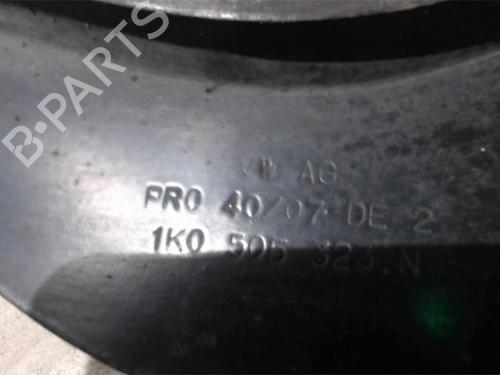 B-PARTS
VW AG
PRO 40/07 DE 2
1K0 505 323.N